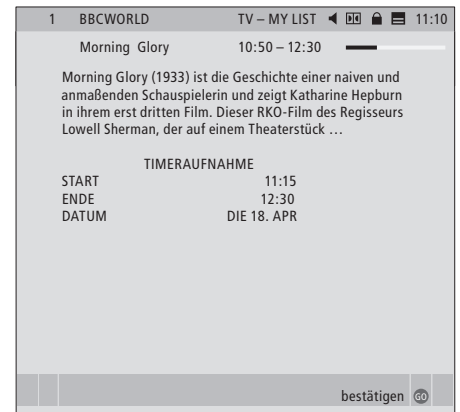 1 BBCWORLD TV – MY LIST 11:10
Morning Glory 10:50 – 12:30
Morning Glory (1933) ist die Geschichte einer naiven und
anmaßenden Schauspielerin und zeigt Katharine Hepburn
in ihrem erst dritten Film. Dieser RKO-Film des Regisseurs
Lowell Sherman, der auf einem Theaterstück …
TIMERAUFNAHME
START 11:15
ENDE 12:30
DATUM DIE 18. APR
bestätigen GO